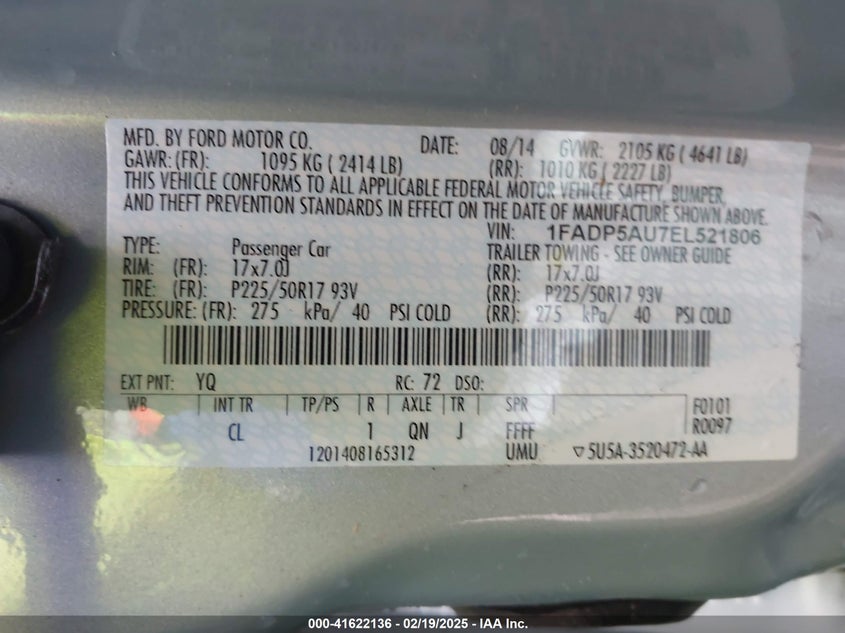 MFD. BY FORD MOTOR CO. DATE: 08/14 GVWR: 2105 KG ( 4641 LB)
GAWR: (FR): 1095 KG ( 2414 LB) (RR): 1010 KG ( 2227 LB)
THIS VEHICLE CONFORMS TO ALL APPLICABLE FEDERAL MOTOR VEHICLE SAFETY, BUMPER,
AND THEFT PREVENTION STANDARDS IN EFFECT ON THE DATE OF MANUFACTURE SHOWN ABOVE.
VIN: 1FADP5AU7EL521806
TYPE: Passenger Car TRAILER TOWING - SEE OWNER GUIDE
RIM: (FR): 17x7.0J (RR): 17x7.0J
TIRE: (FR): P225/50R17 93V (RR): P225/50R17 93V
PRESSURE: (FR): 275 kPa/ 40 PSI COLD (RR): 275 kPa/ 40 PSI COLD
EXT PNT: YQ RC: 72 DSO:
WB INT TR TP/PS R AXLE TR SPR F0101
CL 1 QN J FFFF R0097
1201408165312 UMU ▽5U5A-3520472-AA
000-41622136 - 02/19/2025 - IAA Inc.